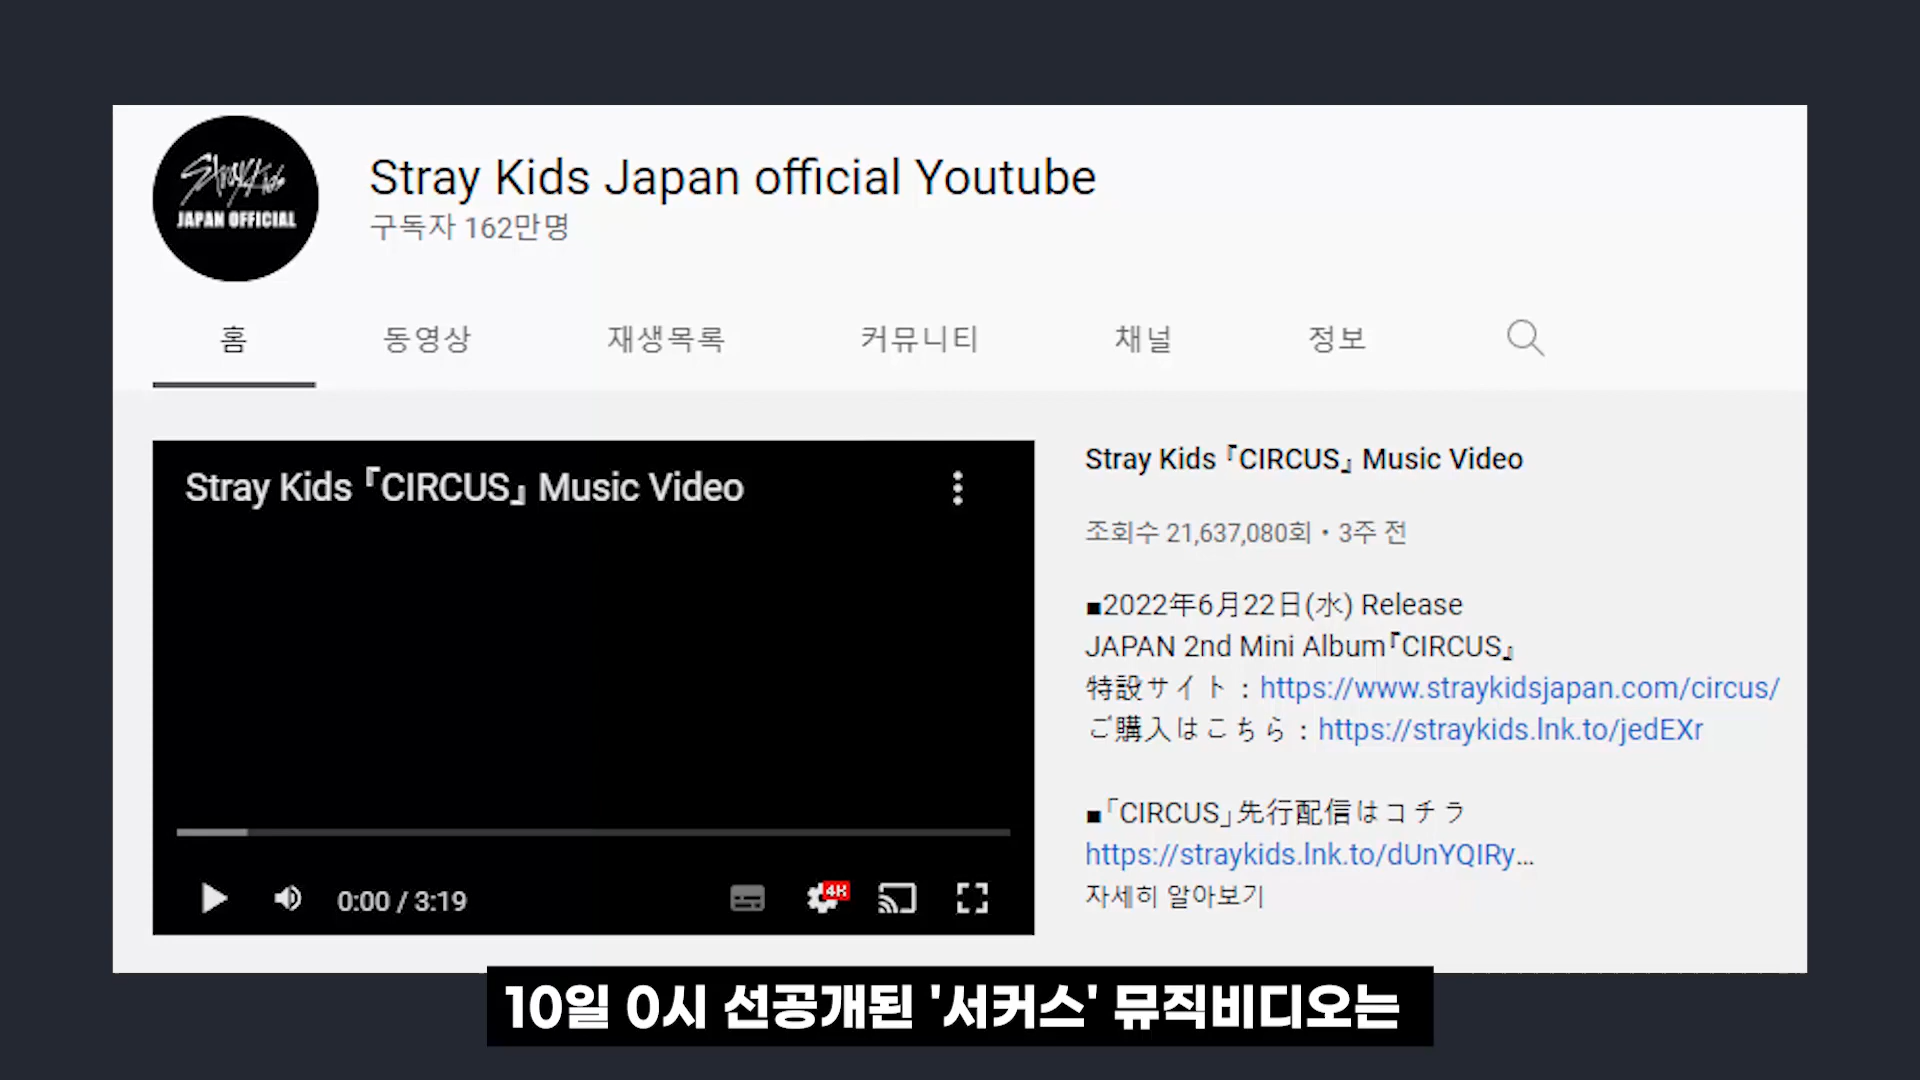 Stray Kids
JAPAN OFFICIAL
Stray Kids Japan official Youtube
구독자 162만명
홈 동영상 재생목록 커뮤니티 채널 정보
Stray Kids『CIRCUS』Music Video
0:00 / 3:19
4K
Stray Kids『CIRCUS』Music Video
조회수 21,637,080회 • 3주 전
■2022年6月22日(水) Release
JAPAN 2nd Mini Album『CIRCUS』
特設サイト：https://www.straykidsjapan.com/circus/
ご購入はこちら：https://straykids.lnk.to/jedEXr
■「CIRCUS」先行配信はコチラ
https://straykids.lnk.to/dUnYQIRy...
자세히 알아보기
10일 0시 선공개된 '서커스' 뮤직비디오는